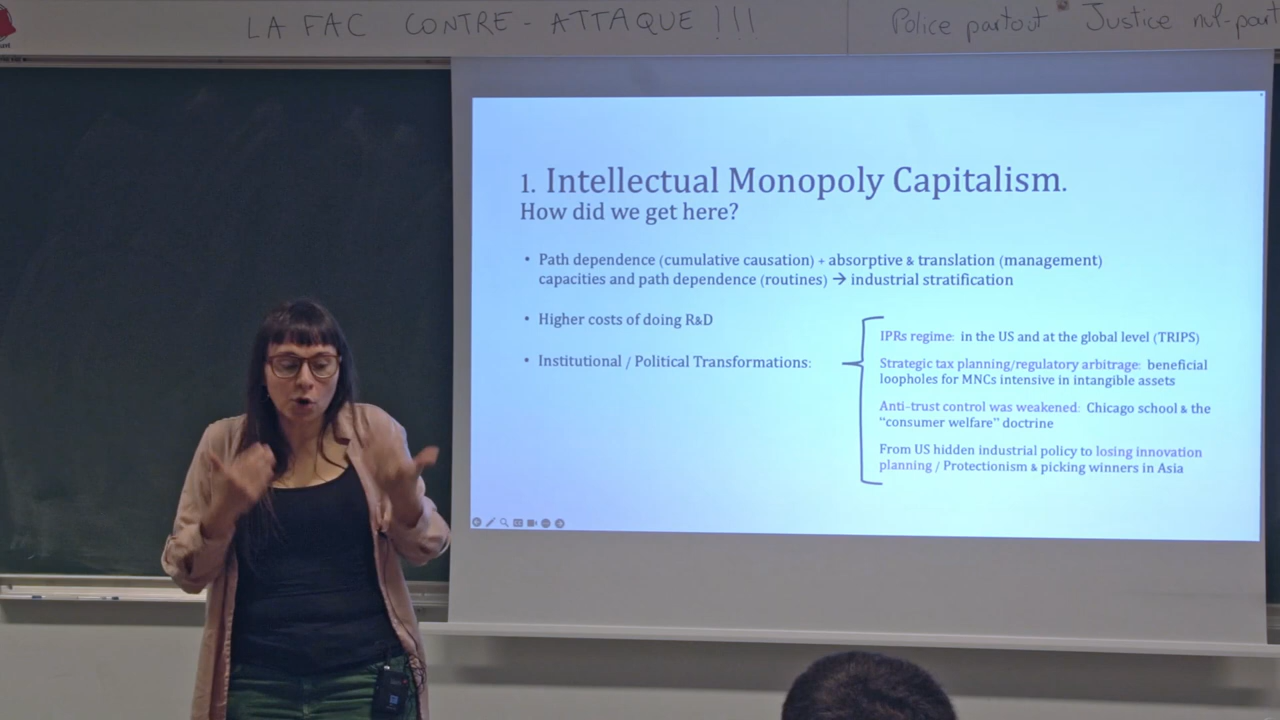 LA FAC CONTRE-ATTAQUE !!!
Police partout Justice nul-part
1. Intellectual Monopoly Capitalism.
How did we get here?
• Path dependence (cumulative causation) + absorptive & translation (management)
capacities and path dependence (routines) → industrial stratification
• Higher costs of doing R&D
• Institutional / Political Transformations:
IPRs regime: in the US and at the global level (TRIPS)
Strategic tax planning/regulatory arbitrage: beneficial
loopholes for MNCs intensive in intangible assets
Anti-trust control was weakened: Chicago school & the
"consumer welfare" doctrine
From US hidden industrial policy to losing innovation
planning / Protectionism & picking winners in Asia